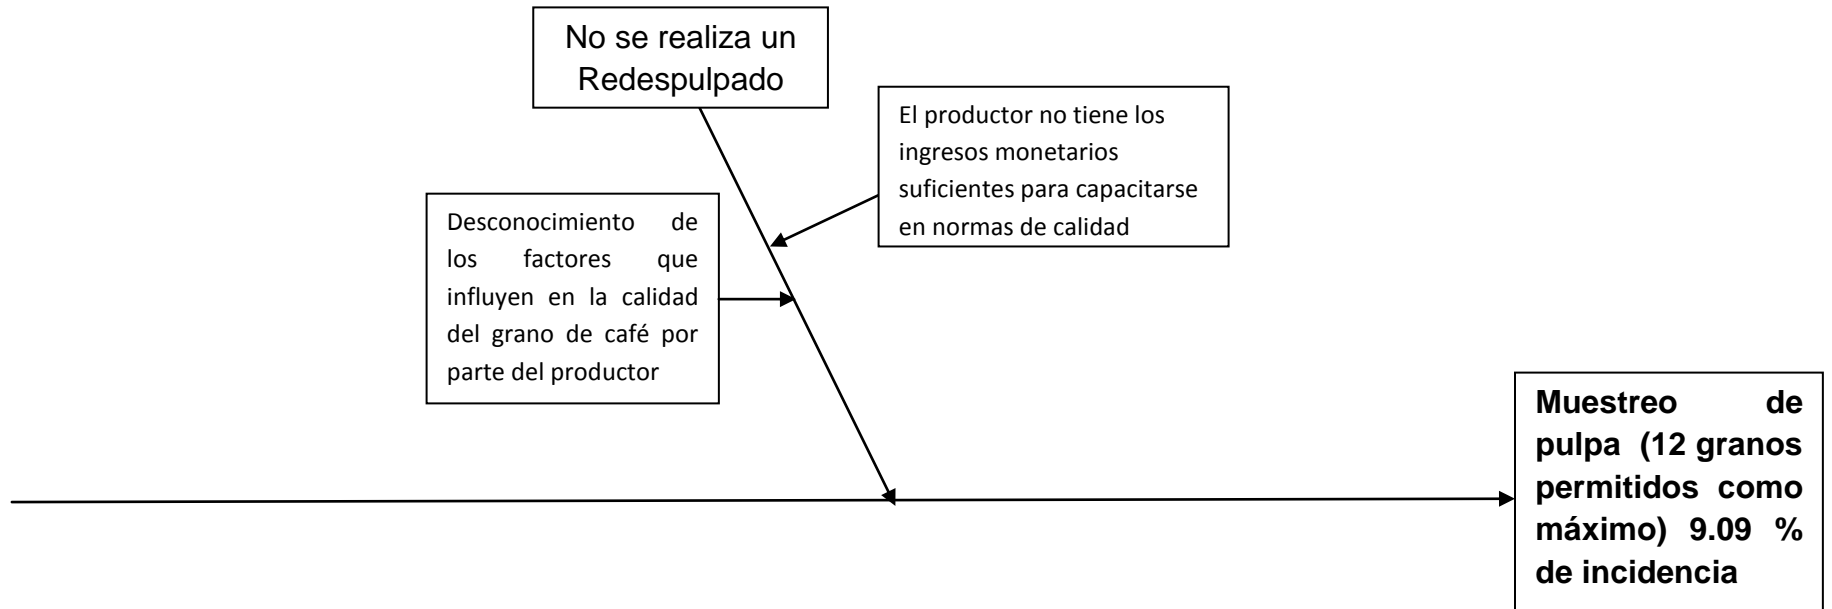 No se realiza un
Redespulpado
El productor no tiene los
ingresos monetarios
suficientes para capacitarse
en normas de calidad
Desconocimiento de
los factores que
influyen en la calidad
del grano de café por
parte del productor
Muestreo de
pulpa (12 granos
permitidos como
máximo) 9.09 %
de incidencia